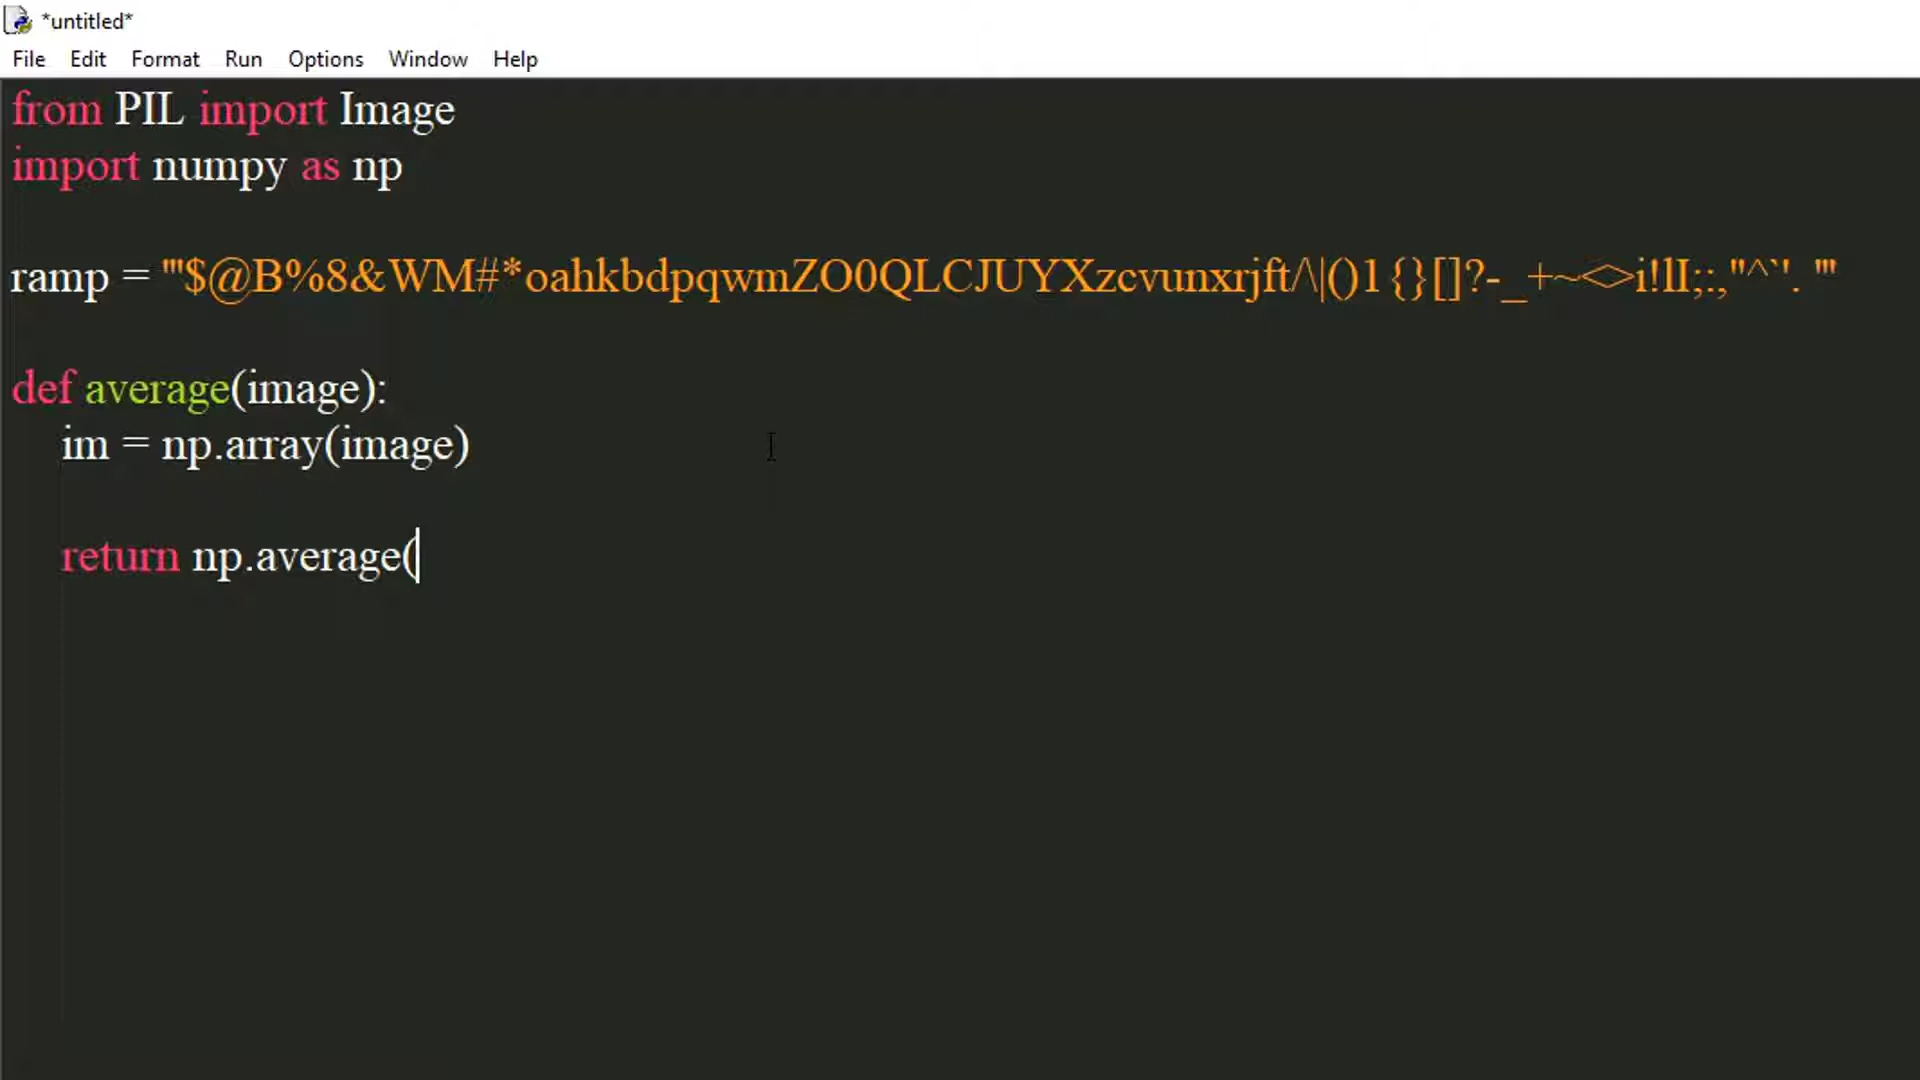 *untitled*
File Edit Format Run Options Window Help
from PIL import Image
import numpy as np
ramp = '''$@B%8&WM#*oahkbdpqwmZO0QLCJUYXzcvunxrjft/\|()1{}[]?-_+~<>i!lI;:,"^`'. '''
def average(image):
im = np.array(image)
return np.average(